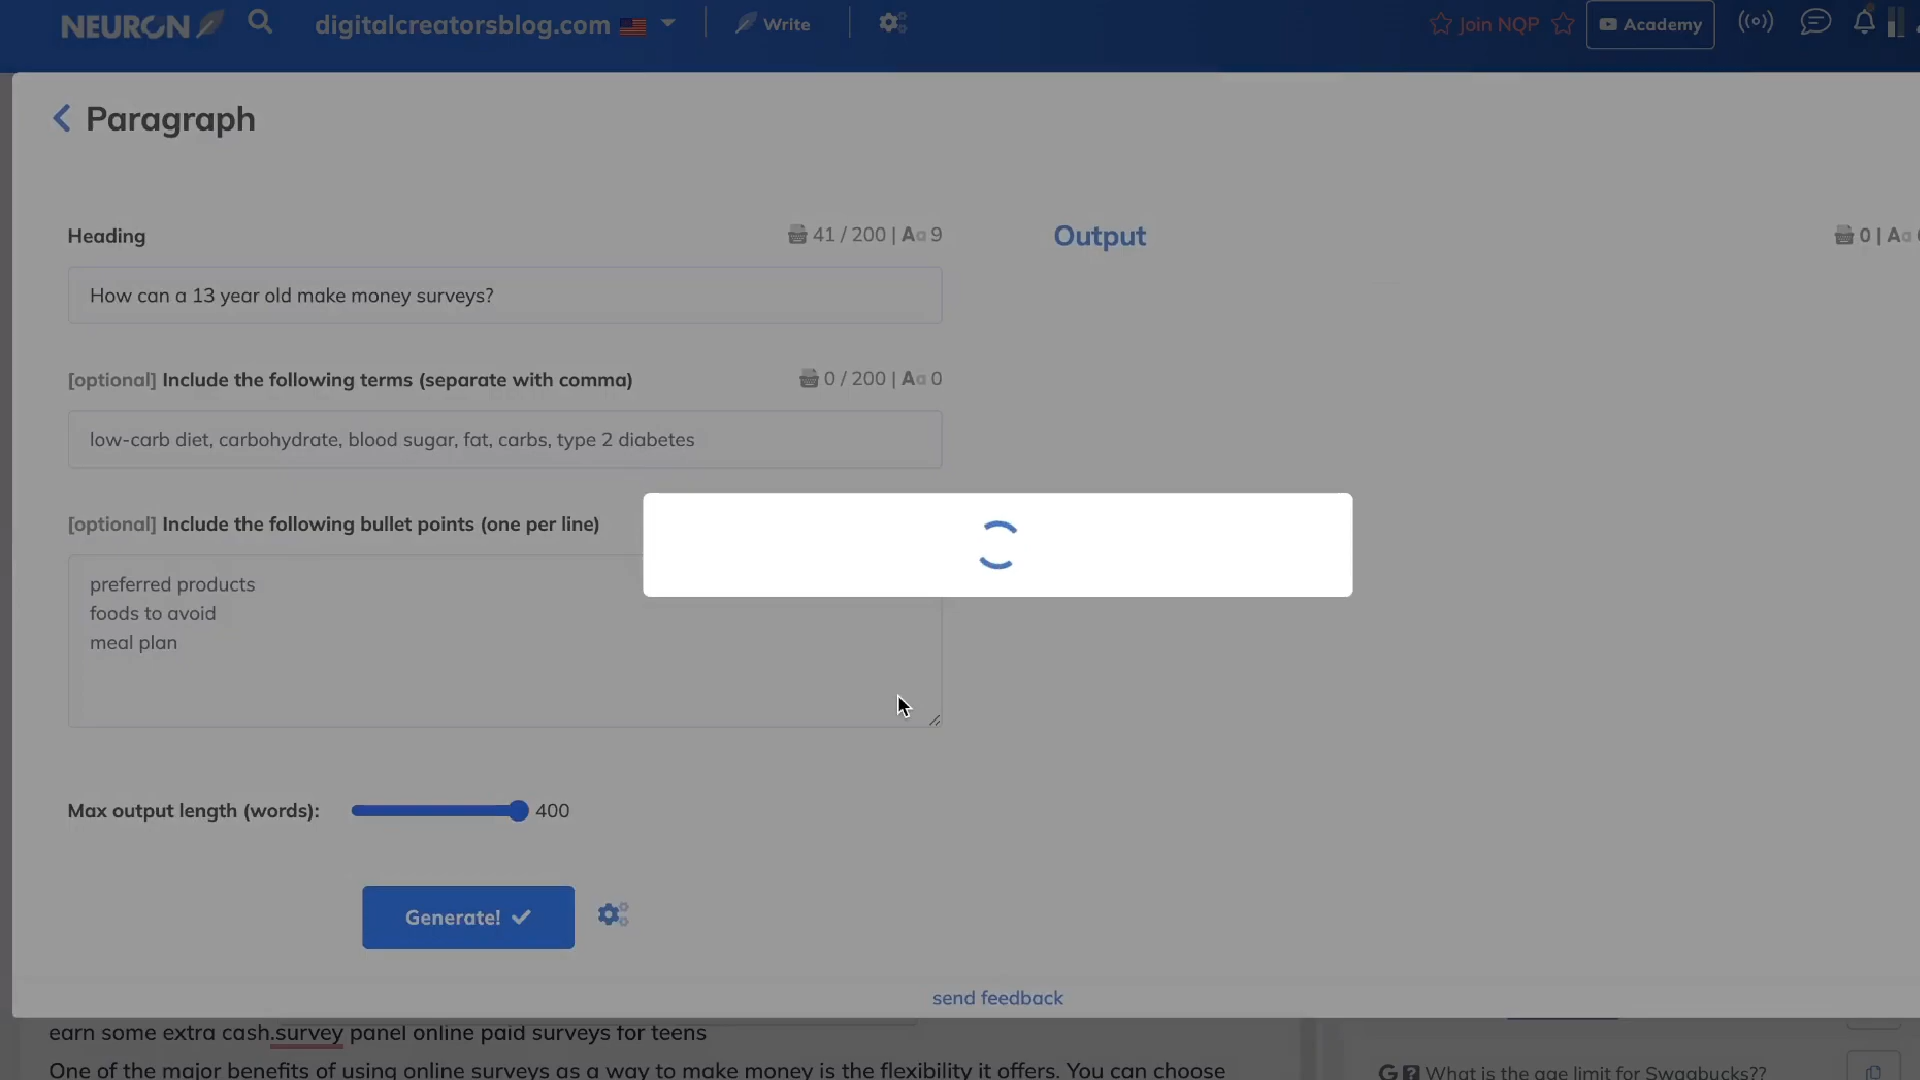 NEURON
digitalcreatorsblog.com
Write
Join NQP
Academy
Paragraph
Heading
41 / 200 | Aa 9
Output
0 | Aa
How can a 13 year old make money surveys?
[optional] Include the following terms (separate with comma)
0 / 200 | Aa 0
low-carb diet, carbohydrate, blood sugar, fat, carbs, type 2 diabetes
[optional] Include the following bullet points (one per line)
preferred products
foods to avoid
meal plan
Max output length (words):
400
Generate!
send feedback
earn some extra cash.survey panel online paid surveys for teens
One of the major benefits of using online surveys as a way to make money is the flexibility it offers. You can choose
What is the age limit for Swagbucks??